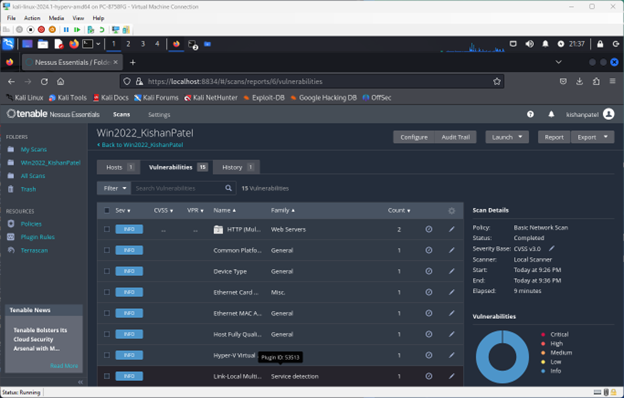 kali-linux-2024.1-hyperv-amd64 on PC-8750RG - Virtual Machine Connection
File Action Media View Help
1 2 3 4
21:37
Nessus Essentials / Folde
https://localhost:8834/#/scans/reports/6/vulnerabilities
Kali Linux Kali Tools Kali Docs Kali Forums Kali NetHunter Exploit-DB Google Hacking DB OffSec
tenable Nessus Essentials Scans Settings kishanpatel
FOLDERS
My Scans
Win2022_KishanPatel
All Scans
Trash
RESOURCES
Policies
Plugin Rules
Terrascan
Tenable News
Tenable Bolsters Its
Cloud Security
Arsenal with M...
Read More
Win2022_KishanPatel
Back to Win2022_KishanPatel
Configure Audit Trail Launch Report Export
Hosts 1 Vulnerabilities 15 History 1
Filter Search Vulnerabilities 15 Vulnerabilities
Sev CVSS VPR Name Family Count
INFO ... ... HTTP (Mul... Web Servers 2
INFO Common Platfo... General 1
INFO Device Type General 1
INFO Ethernet Card ... Misc. 1
INFO Ethernet MAC A... General 1
INFO Host Fully Quali... General 1
INFO Hyper-V Virtual General 1
Plugin ID: 53513
INFO Link-Local Multi... Service detection 1
Scan Details
Policy: Basic Network Scan
Status: Completed
Severity Base: CVSS v3.0
Scanner: Local Scanner
Start: Today at 9:26 PM
End: Today at 9:36 PM
Elapsed: 9 minutes
Vulnerabilities
Critical
High
Medium
Low
Info
Status: Running